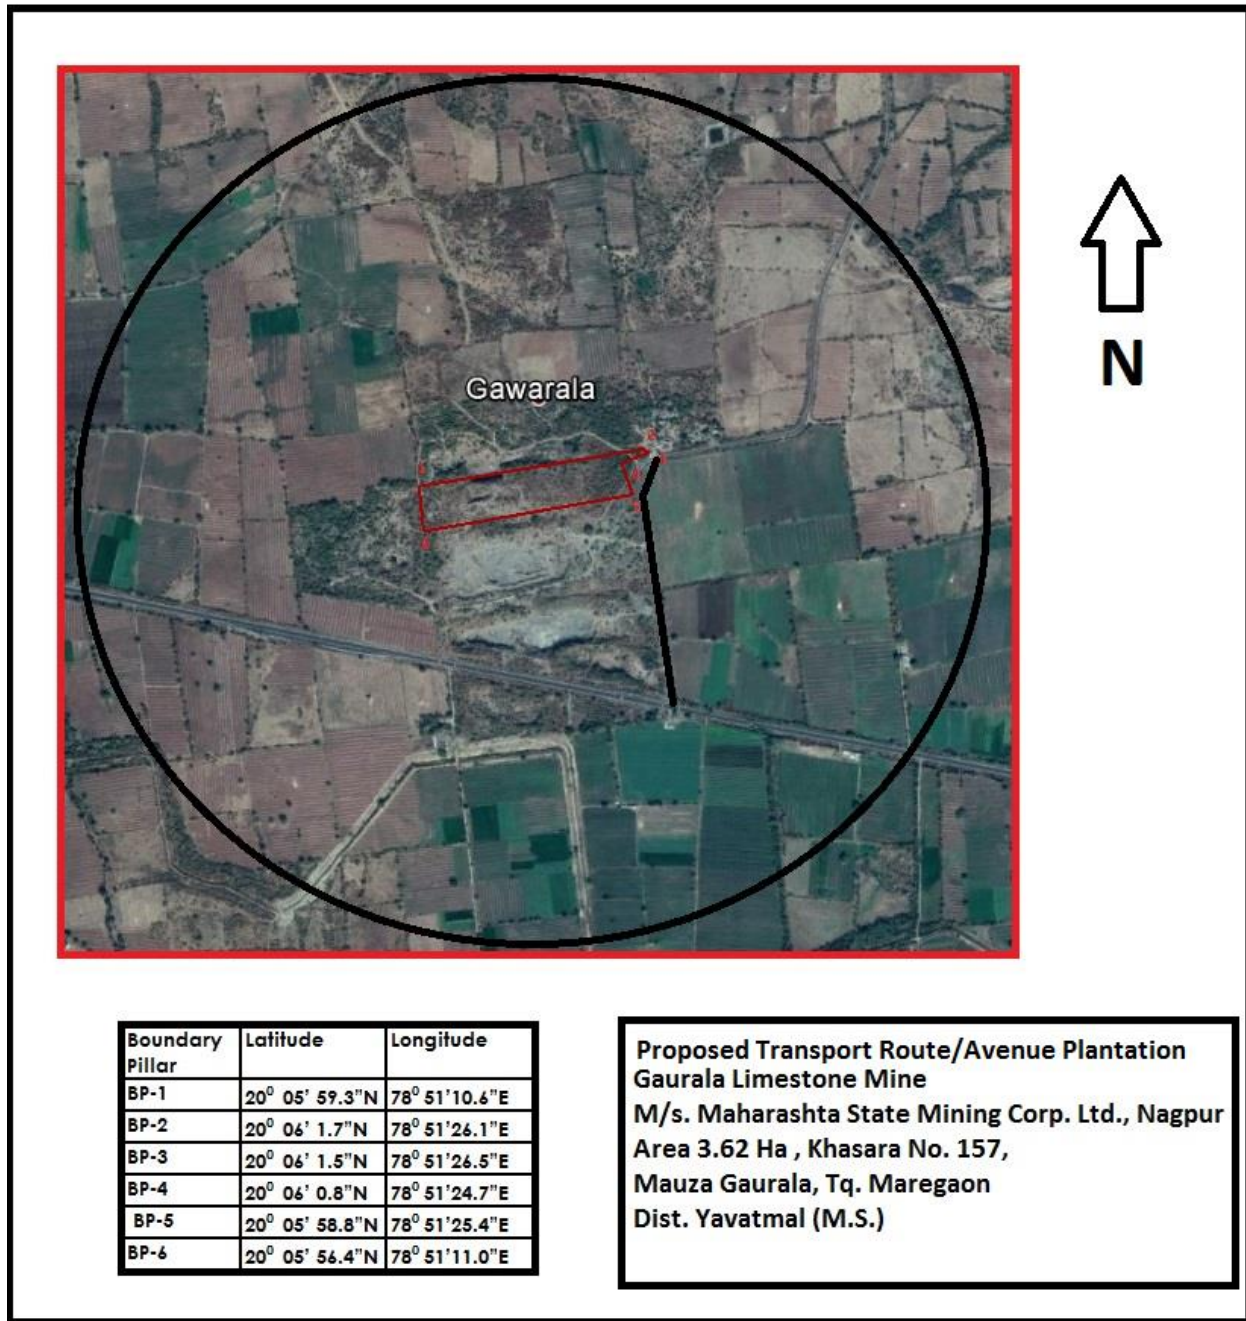 Gawarala
N
Boundary Pillar Latitude Longitude
BP-1 20⁰ 05’ 59.3”N 78⁰ 51’10.6”E
BP-2 20⁰ 06’ 1.7”N 78⁰ 51’26.1”E
BP-3 20⁰ 06’ 1.5”N 78⁰ 51’26.5”E
BP-4 20⁰ 06’ 0.8”N 78⁰ 51’24.7”E
BP-5 20⁰ 05’ 58.8”N 78⁰ 51’25.4”E
BP-6 20⁰ 05’ 56.4”N 78⁰ 51’11.0”E
Proposed Transport Route/Avenue Plantation
Gaurala Limestone Mine
M/s. Maharashta State Mining Corp. Ltd., Nagpur
Area 3.62 Ha , Khasara No. 157,
Mauza Gaurala, Tq. Maregaon
Dist. Yavatmal (M.S.)